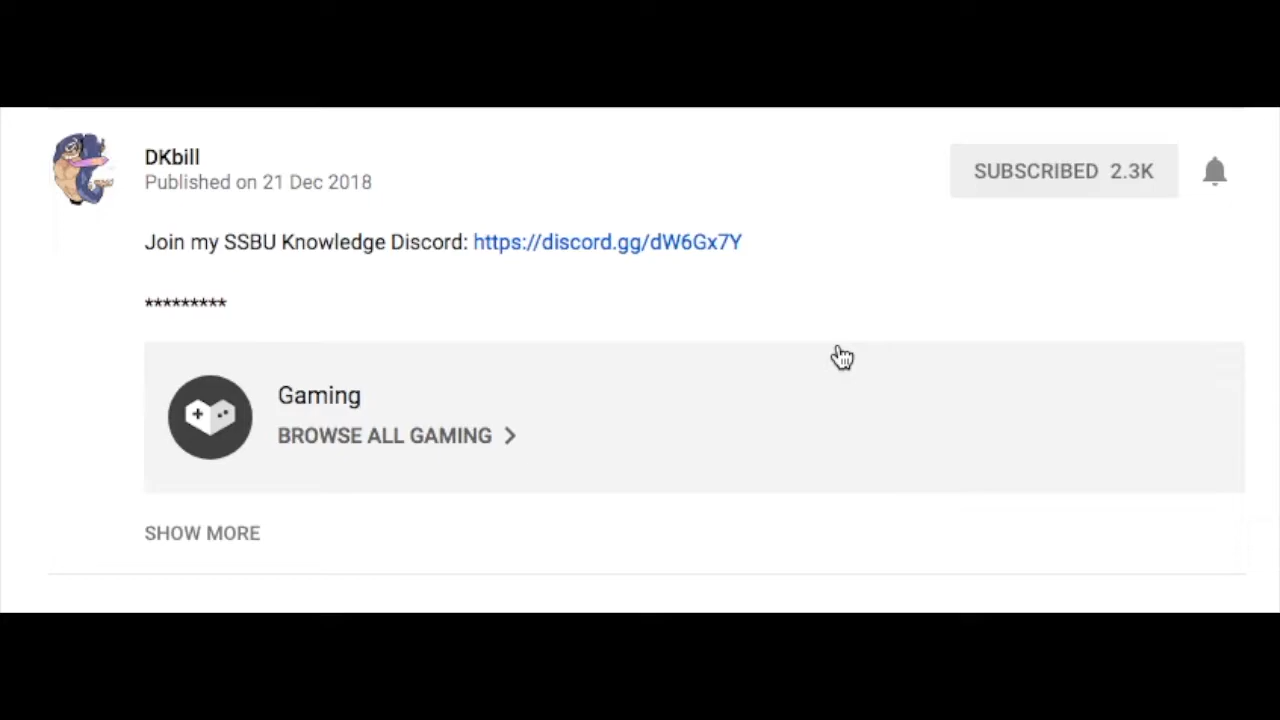 DKbill
Published on 21 Dec 2018
SUBSCRIBED 2.3K
Join my SSBU Knowledge Discord: https://discord.gg/dW6Gx7Y
*********
Gaming
BROWSE ALL GAMING
SHOW MORE